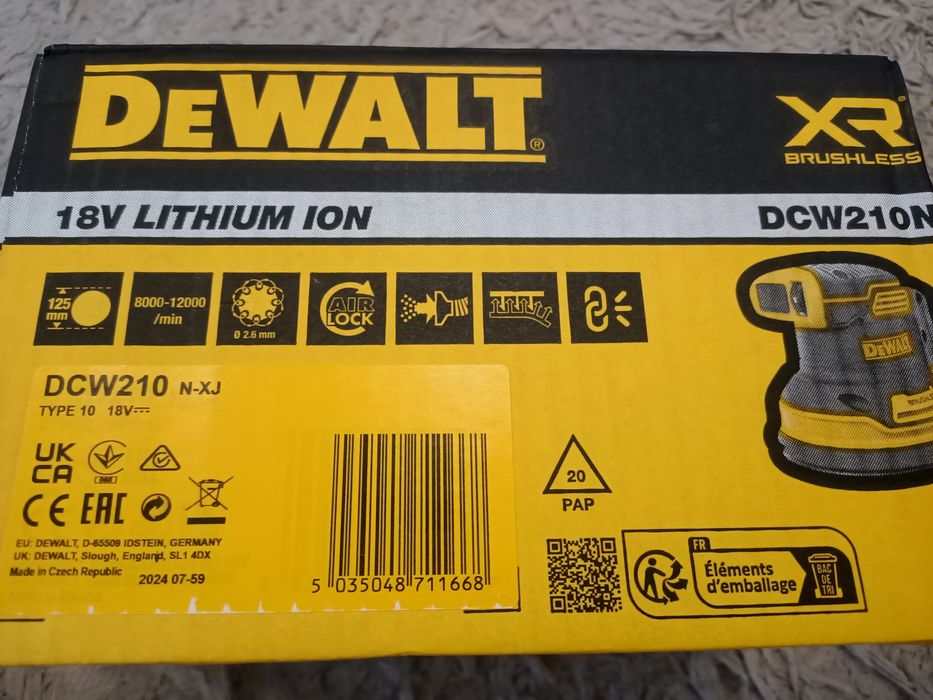 DEWALT®
XR®
BRUSHLESS
18V LITHIUM ION
DCW210N
125 mm
8000-12000 /min
Ø 2.6 mm
AIR LOCK
DEWALT
DCW210 N-XJ
TYPE 10 18V
UK CA
060
CE EAC
EU: DEWALT, D-65509 IDSTEIN, GERMANY
UK: DEWALT, Slough, England, SL1 4DX
Made in Czech Republic
2024 07-59
5 035048 711668
20
PAP
FR
Éléments
d'emballage
BAC
DE
TRI